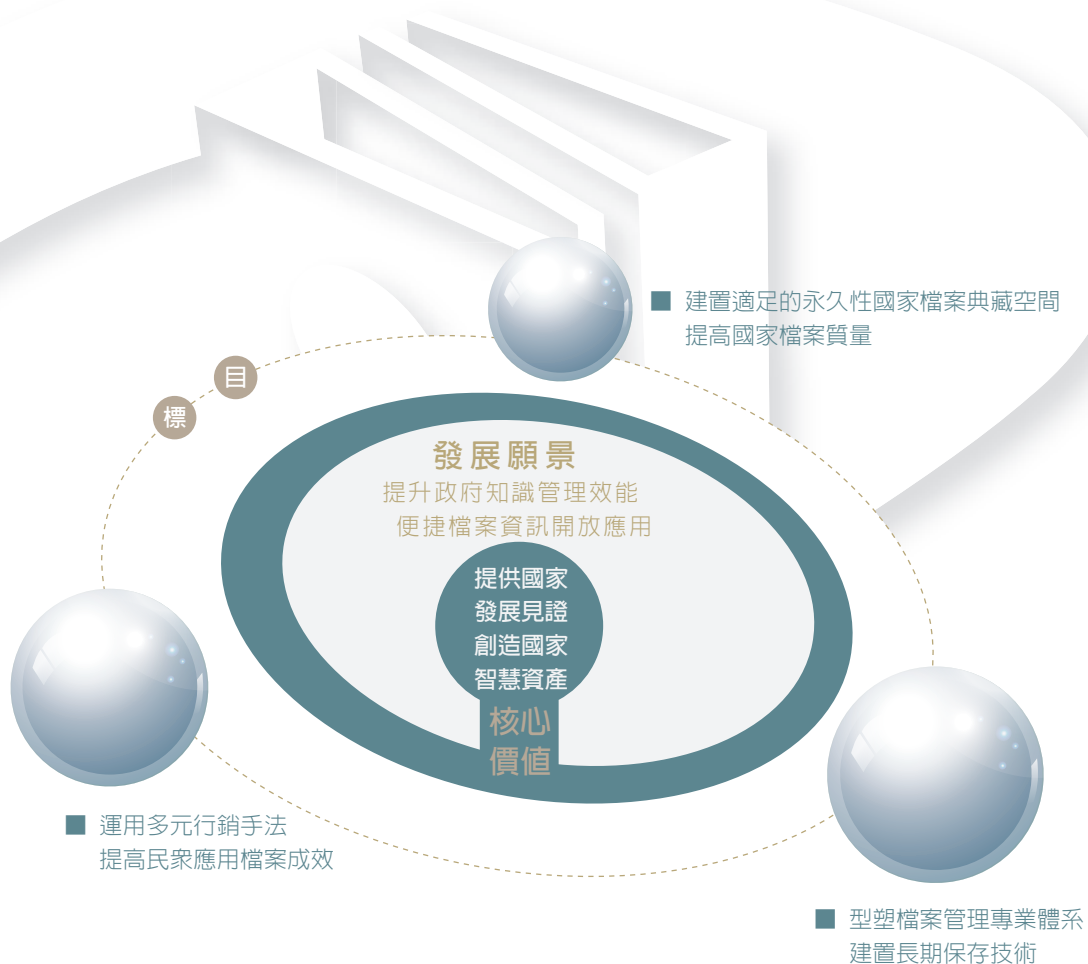 建置適足的永久性國家檔案典藏空間
提高國家檔案質量
目
標
發展願景
提升政府知識管理效能
便捷檔案資訊開放應用
提供國家
發展見證
創造國家
智慧資產
核心
價值
運用多元行銷手法
提高民眾應用檔案成效
型塑檔案管理專業體系
建置長期保存技術